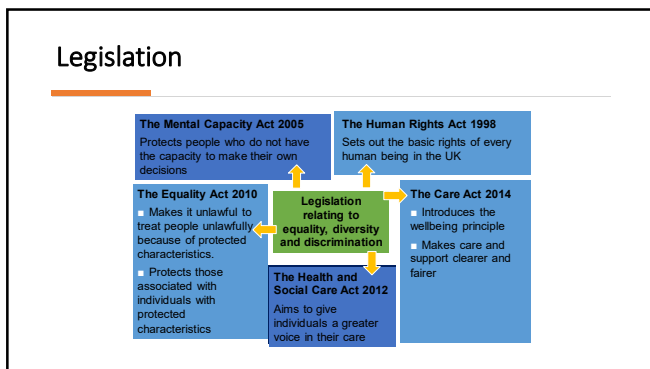 Legislation
The Mental Capacity Act 2005
Protects people who do not have
the capacity to make their own
decisions
The Human Rights Act 1998
Sets out the basic rights of every
human being in the UK
The Equality Act 2010
■ Makes it unlawful to
treat people unlawfully
because of protected
characteristics.
■ Protects those
associated with
individuals with
protected
characteristics
Legislation
relating to
equality, diversity
and discrimination
The Care Act 2014
■ Introduces the
wellbeing principle
■ Makes care and
support clearer and
fairer
The Health and
Social Care Act 2012
Aims to give
individuals a greater
voice in their care